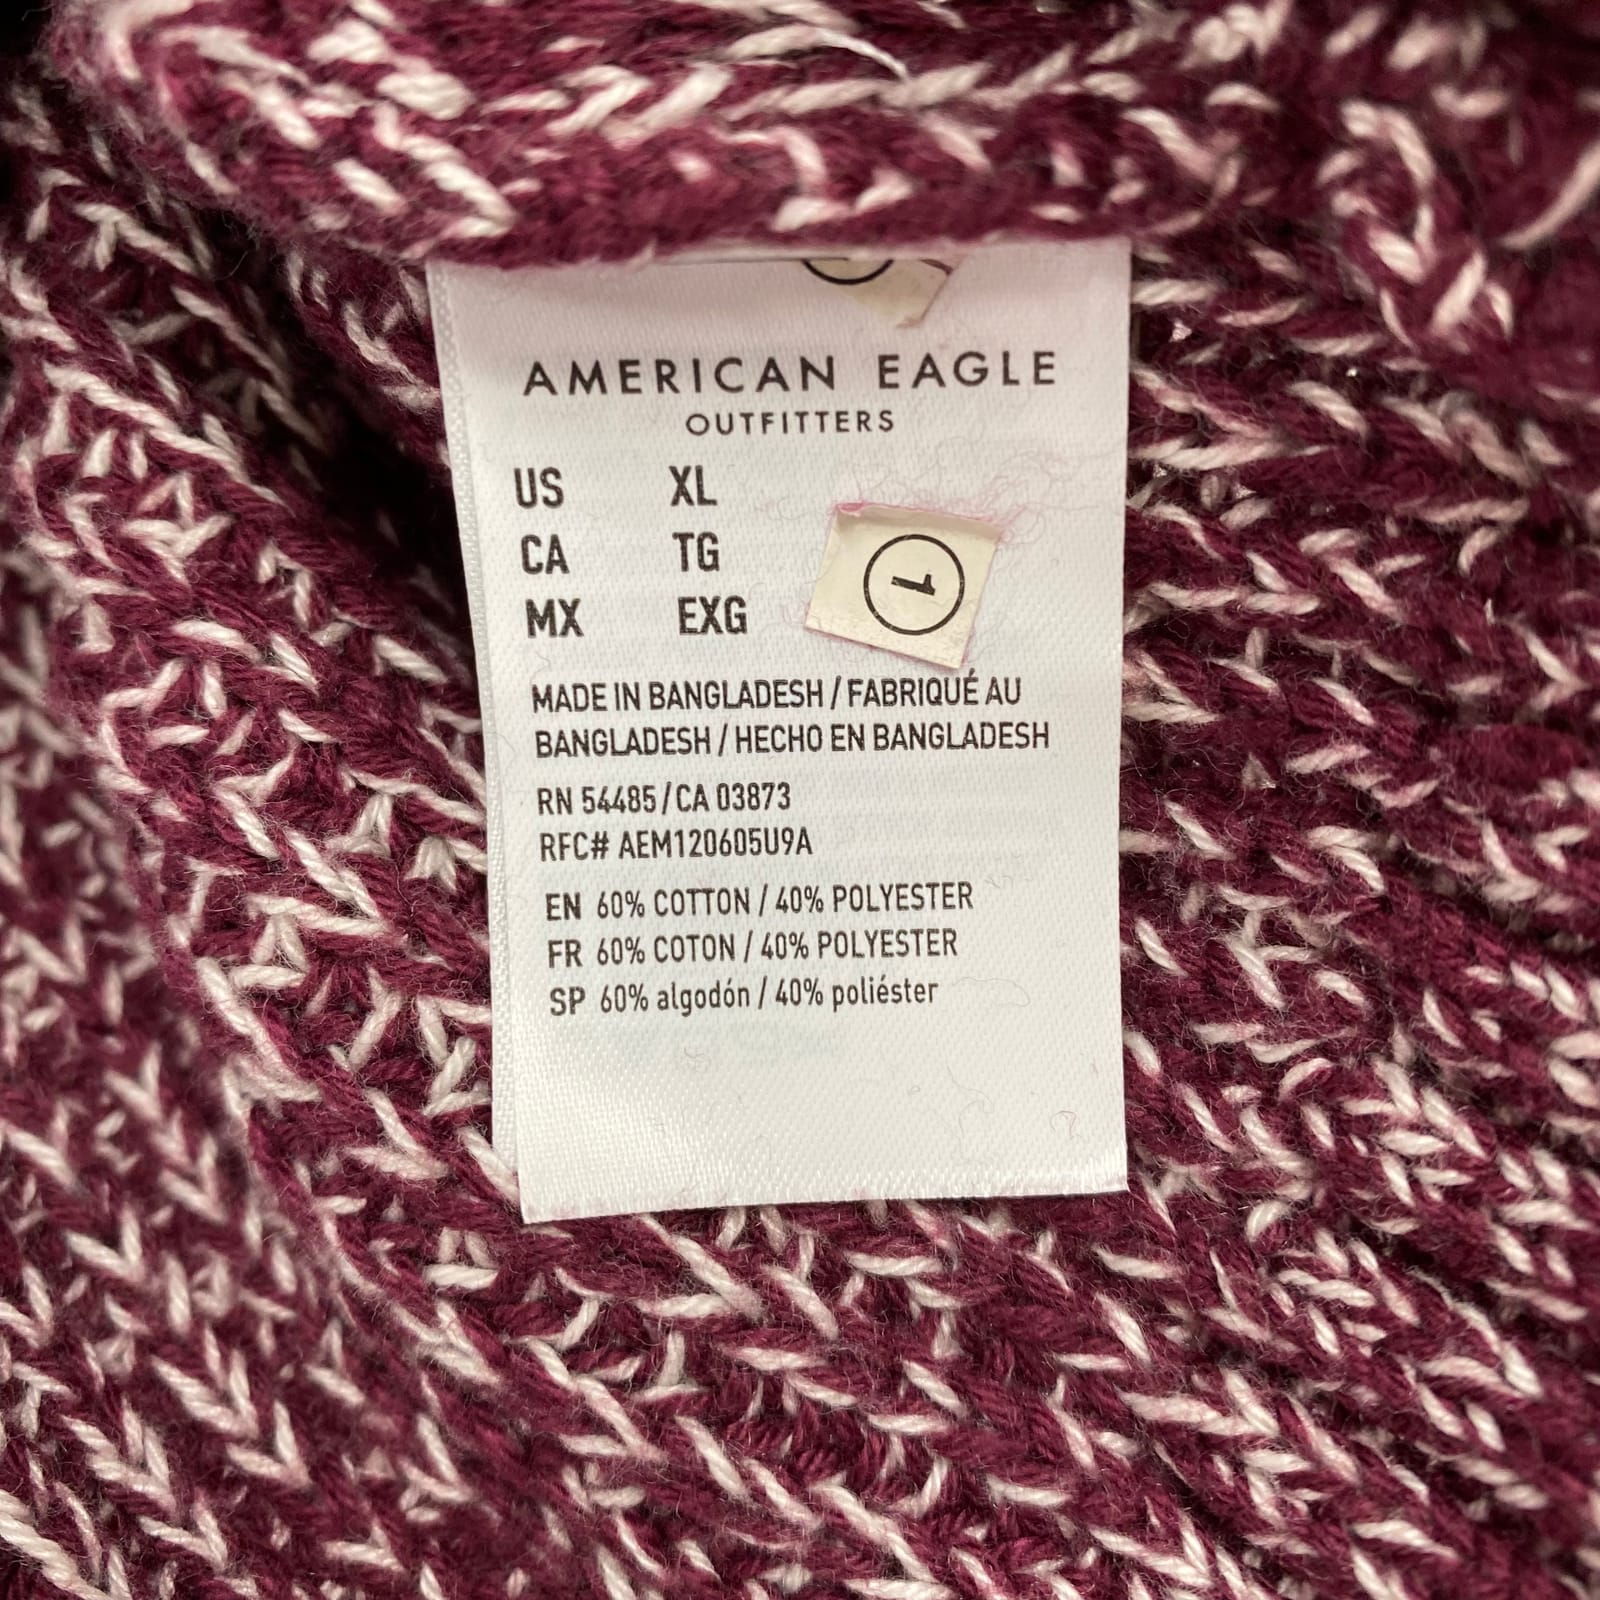 AMERICAN EAGLE
OUTFITTERS
US XL
CA TG
MX EXG
1
MADE IN BANGLADESH / FABRIQUÉ AU
BANGLADESH / HECHO EN BANGLADESH
RN 54485 / CA 03873
RFC# AEM120605U9A
EN 60% COTTON / 40% POLYESTER
FR 60% COTON / 40% POLYESTER
SP 60% algodón / 40% poliéster